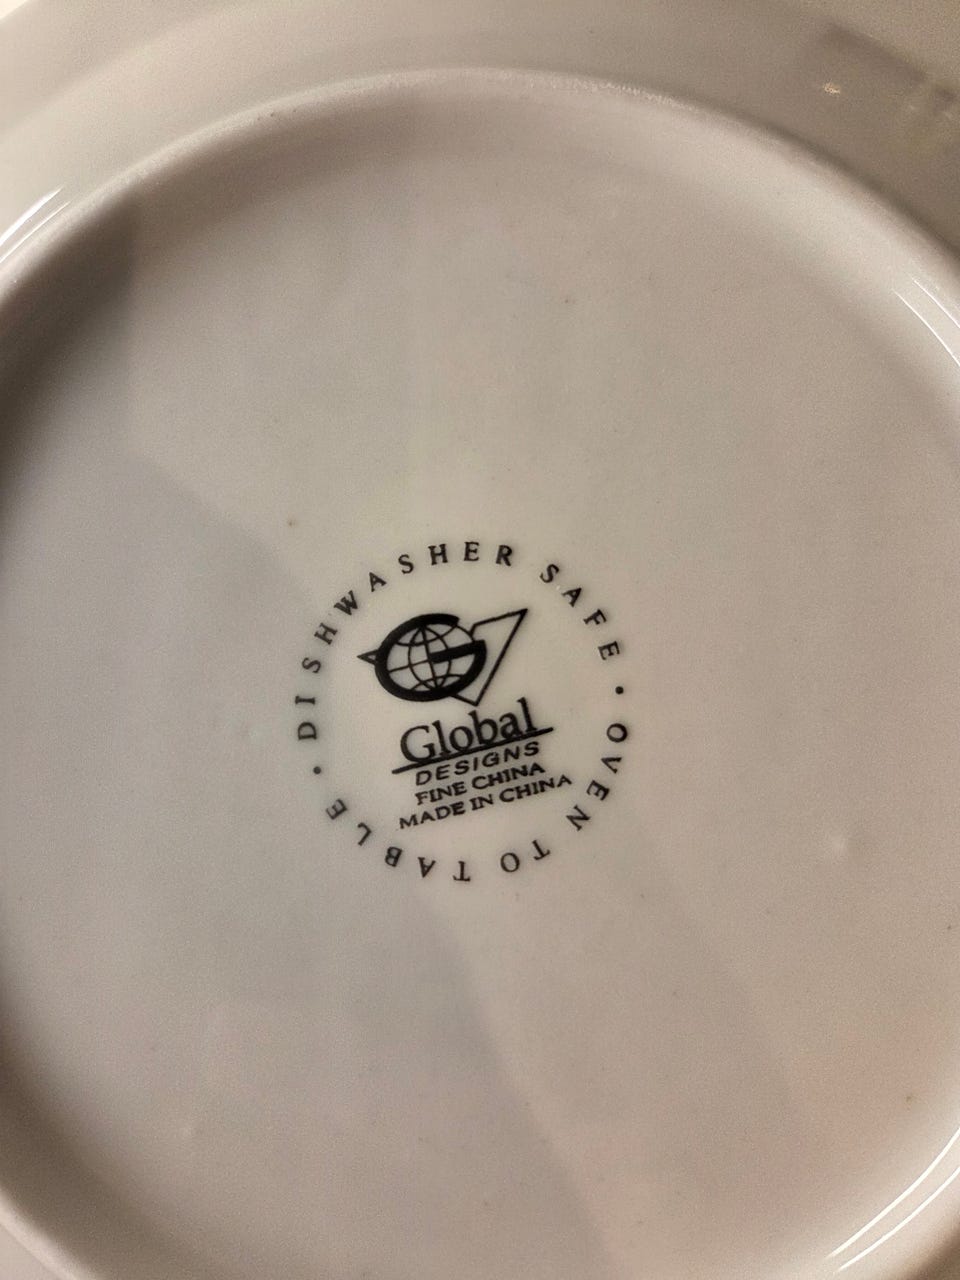 • DISHWASHER SAFE • OVEN TO TABLE
Global
DESIGNS
FINE CHINA
MADE IN CHINA